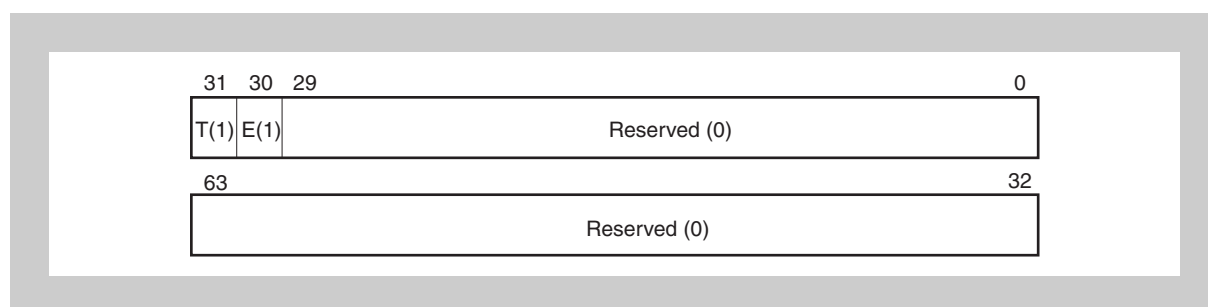 31 30 29 0
T(1) E(1) Reserved (0)
63 32
Reserved (0)